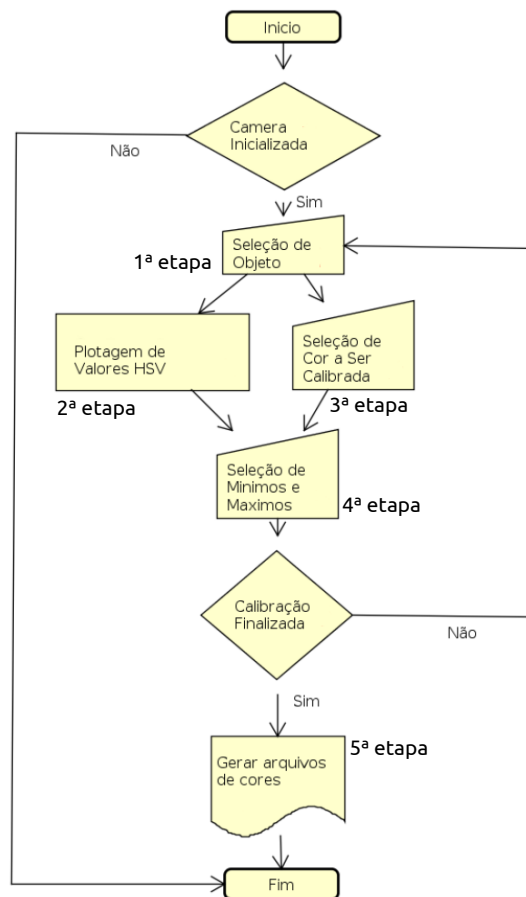 Inicio
Camera
Inicializada
Não
Sim
1ª etapa
Seleção de
Objeto
Plotagem de
Valores HSV
Seleção de
Cor a Ser
Calibrada
2ª etapa
3ª etapa
Seleção de
Minimos e
Maximos
4ª etapa
Calibração
Finalizada
Não
Sim
5ª etapa
Gerar arquivos
de cores
Fim